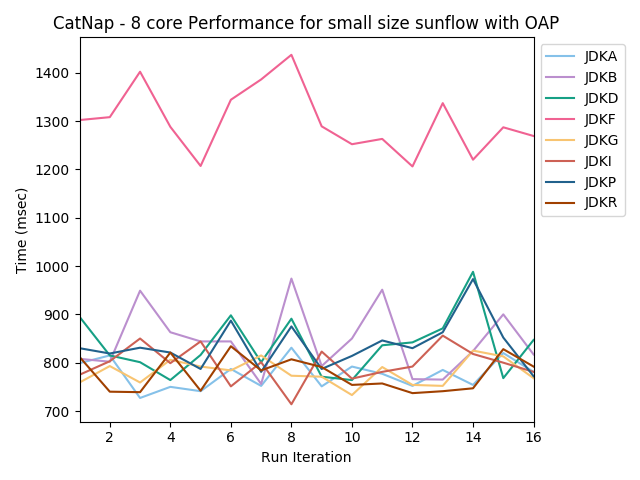 CatNap - 8 core Performance for small size sunflow with OAP
Time (msec)
1400
1300
1200
1100
1000
900
800
700
2 4 6 8 10 12 14 16
Run Iteration
JDKA
JDKB
JDKD
JDKF
JDKG
JDKI
JDKP
JDKR